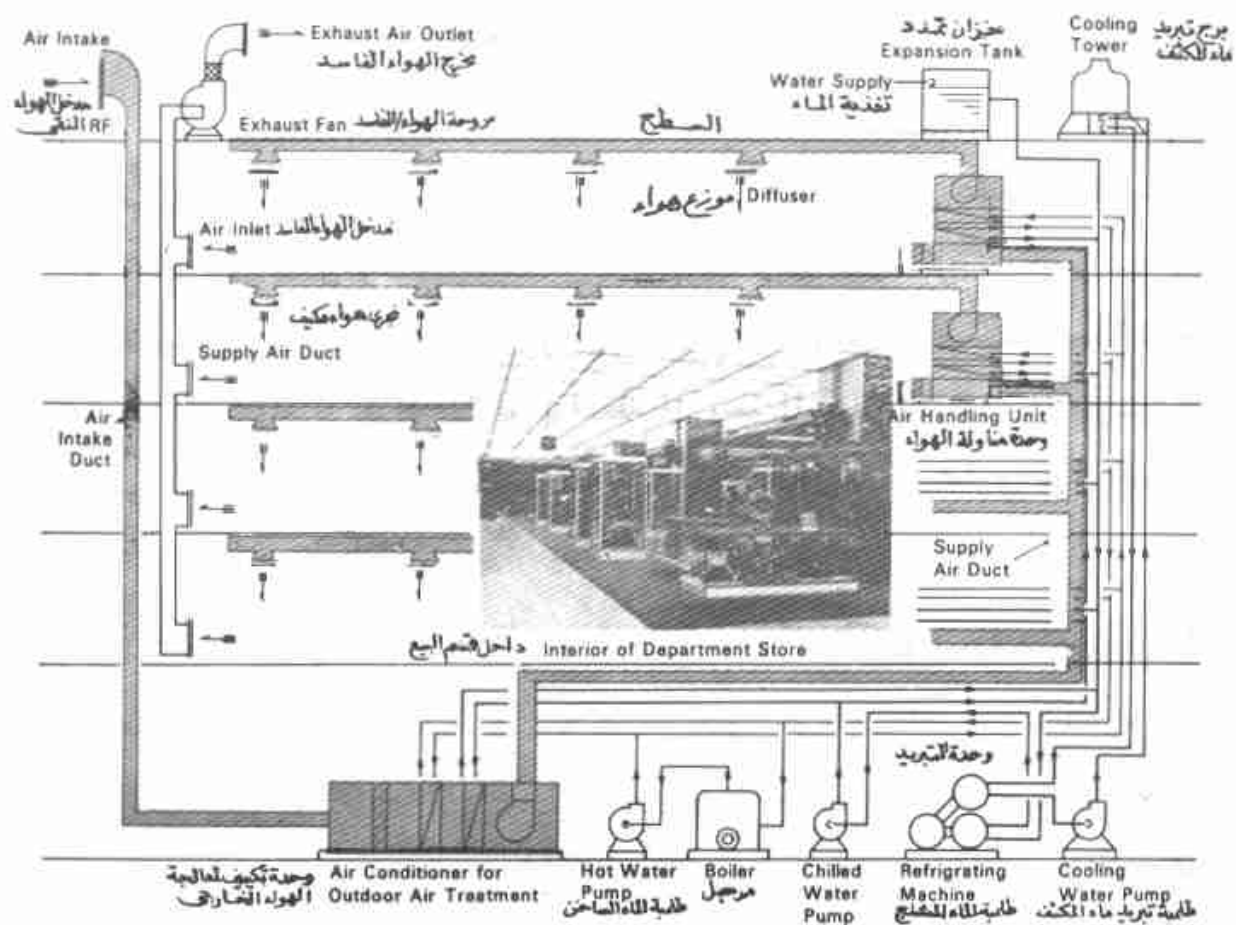 Air Intake
مدخل الهواء
النقي RF
Exhaust Air Outlet
مخرج الهواء الفاسد
Exhaust Fan مروحة الهواء الفاسد
السطح
خزان تمدد
Expansion Tank
Water Supply
تغذية الماء
Cooling
Tower
برج تبريد
ماء المكثف
موزع هواء Diffuser
Air Inlet مدخل الهواء الفاسد
هواء مكيف
Supply Air Duct
Air
Intake
Duct
Air Handling Unit
وحدة مناولة الهواء
Supply
Air Duct
داخل قسم البيع Interior of Department Store
وحدة التبريد
Air Conditioner for
Outdoor Air Treatment
وحدة تكييف لمعالجة
الهواء الخارجي
Hot Water
Pump
طلمبة الماء الساخن
Boiler
مرجل
Chilled
Water
Pump
Refrigrating
Machine
طلمبة الماء المثلج
Cooling
Water Pump
طلمبة تبريد ماء المكثف